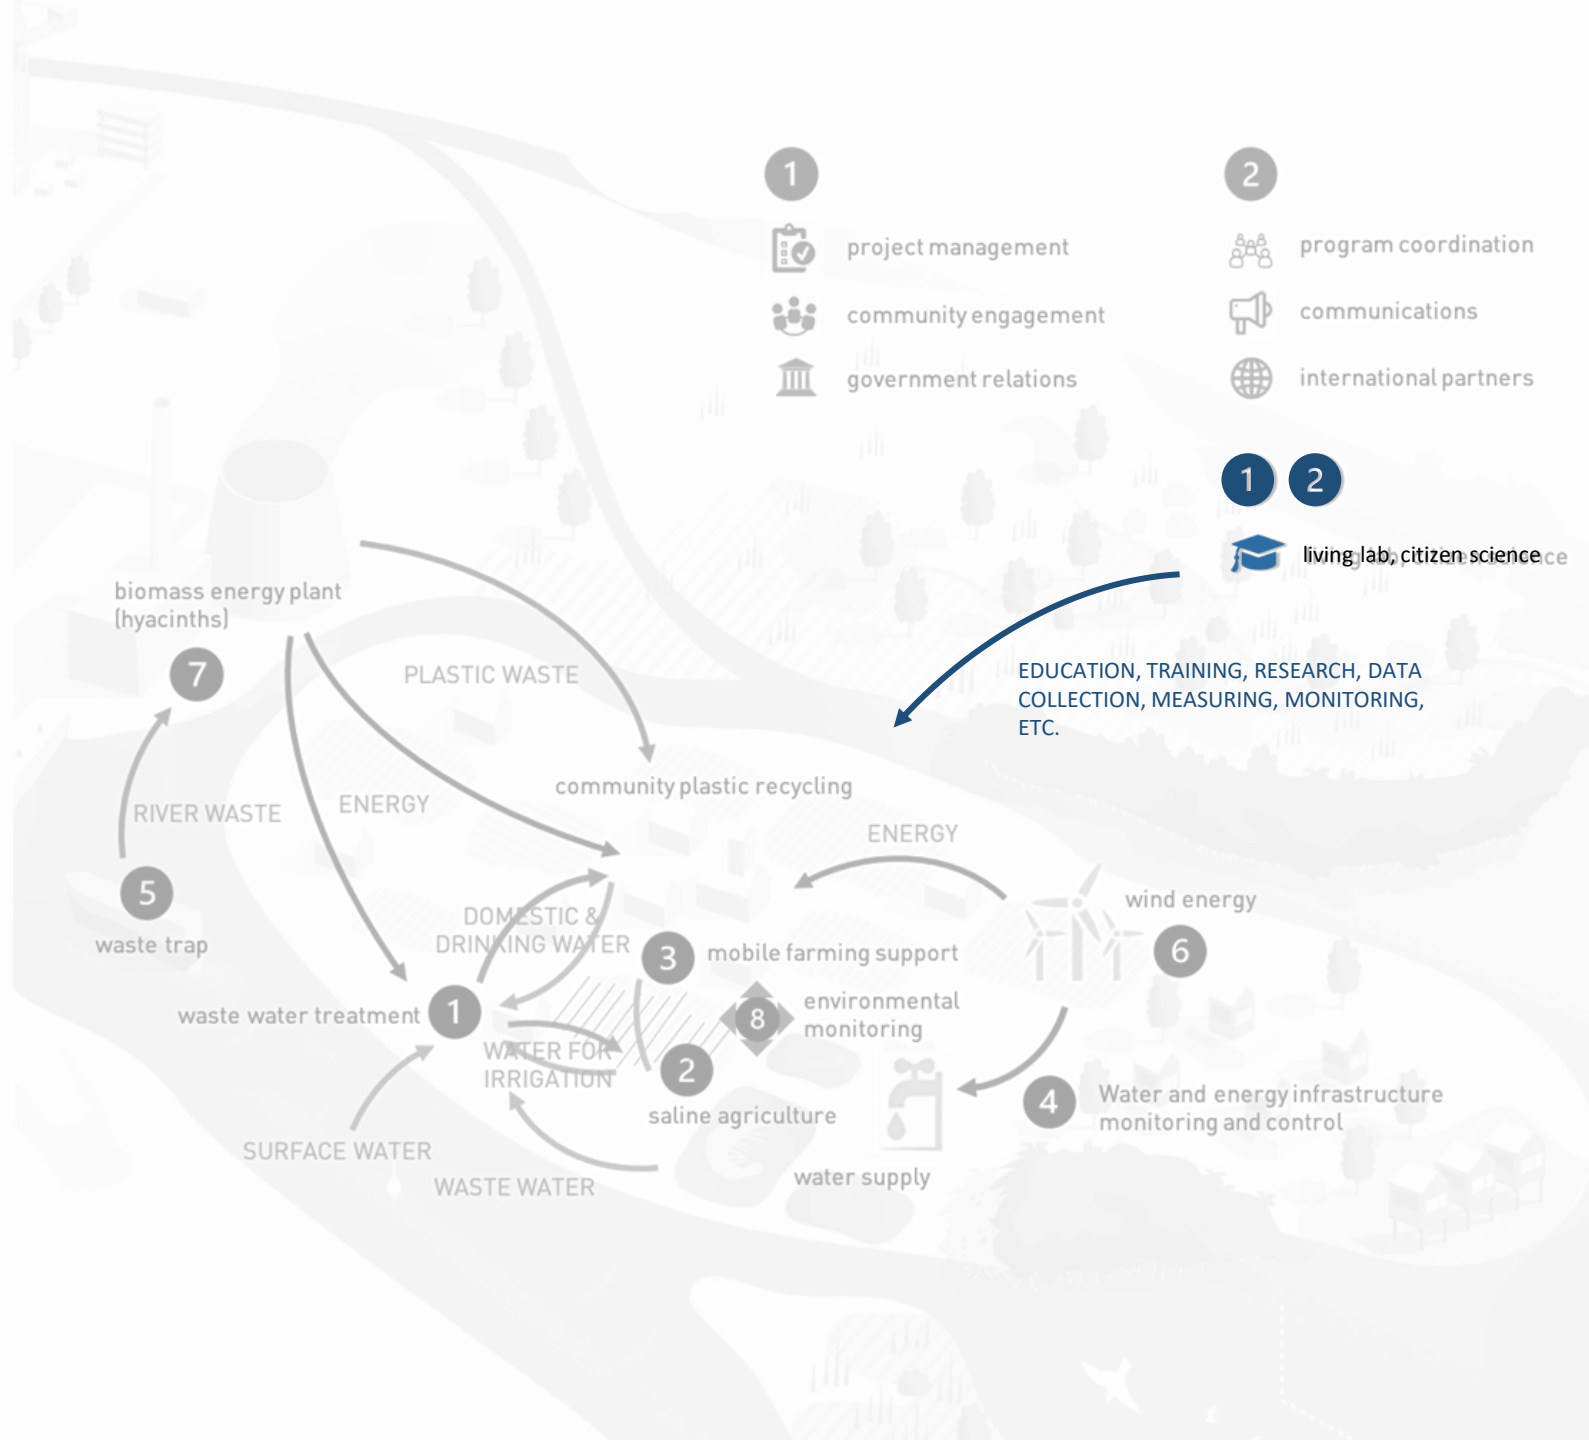 1
project management
community engagement
government relations
2
program coordination
communications
international partners
1 2
living lab, citizen science
EDUCATION, TRAINING, RESEARCH, DATA
COLLECTION, MEASURING, MONITORING,
ETC.
biomass energy plant
(hyacinths)
7
PLASTIC WASTE
community plastic recycling
RIVER WASTE
ENERGY
ENERGY
5
waste trap
wind energy
6
DOMESTIC &
DRINKING WATER
3
mobile farming support
waste water treatment
1
8
environmental
monitoring
WATER FOR
IRRIGATION
2
saline agriculture
4
Water and energy infrastructure
monitoring and control
SURFACE WATER
WASTE WATER
water supply